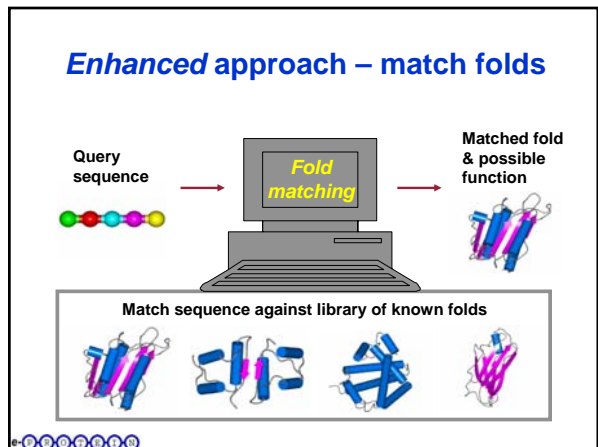 Enhanced approach – match folds
Query
sequence
Fold
matching
Matched fold
& possible
function
Match sequence against library of known folds
e-PROTEIN